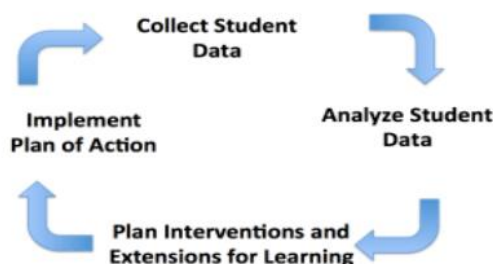 Collect Student
Data
Analyze Student
Data
Plan Interventions and
Extensions for Learning
Implement
Plan of Action